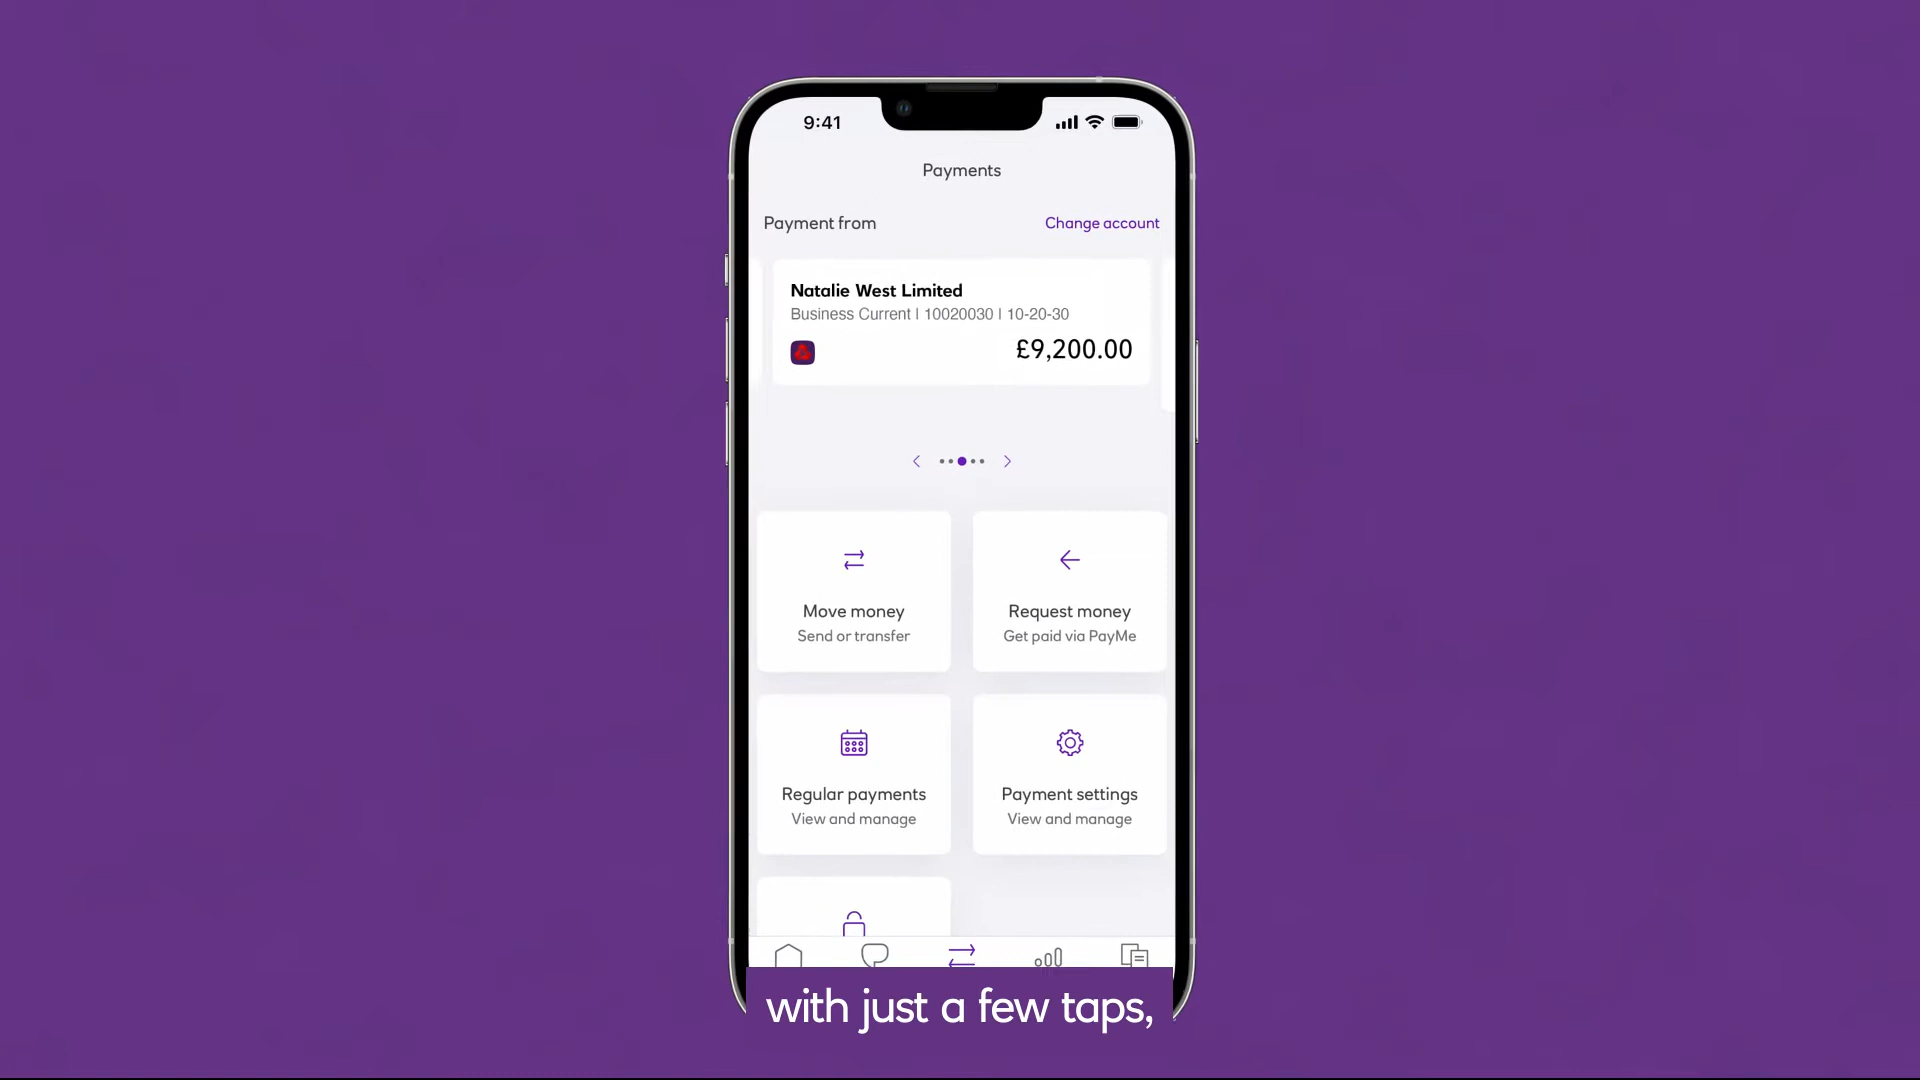 9:41
Payments
Payment from
Change account
Natalie West Limited
Business Current | 10020030 | 10-20-30
£9,200.00
Move money
Send or transfer
Request money
Get paid via PayMe
Regular payments
View and manage
Payment settings
View and manage
with just a few taps,